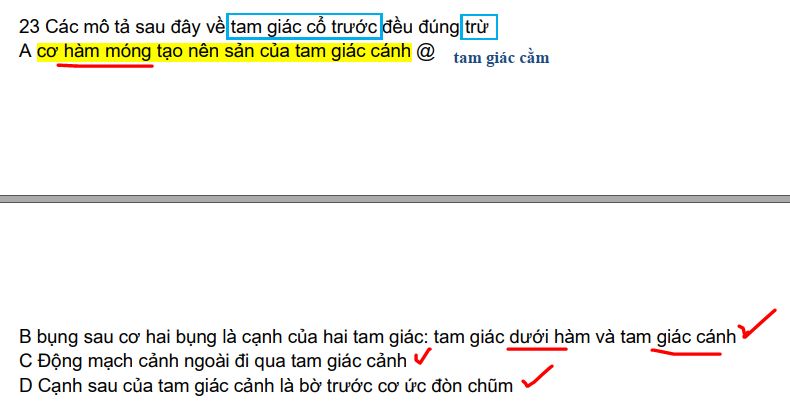 23 Các mô tả sau đây về tam giác cổ trước đều đúng trừ
A cơ hàm móng tạo nên sản của tam giác cánh @ tam giác cằm
B bụng sau cơ hai bụng là cạnh của hai tam giác: tam giác dưới hàm và tam giác cánh
C Động mạch cảnh ngoài đi qua tam giác cảnh
D Cạnh sau của tam giác cảnh là bờ trước cơ ức đòn chũm